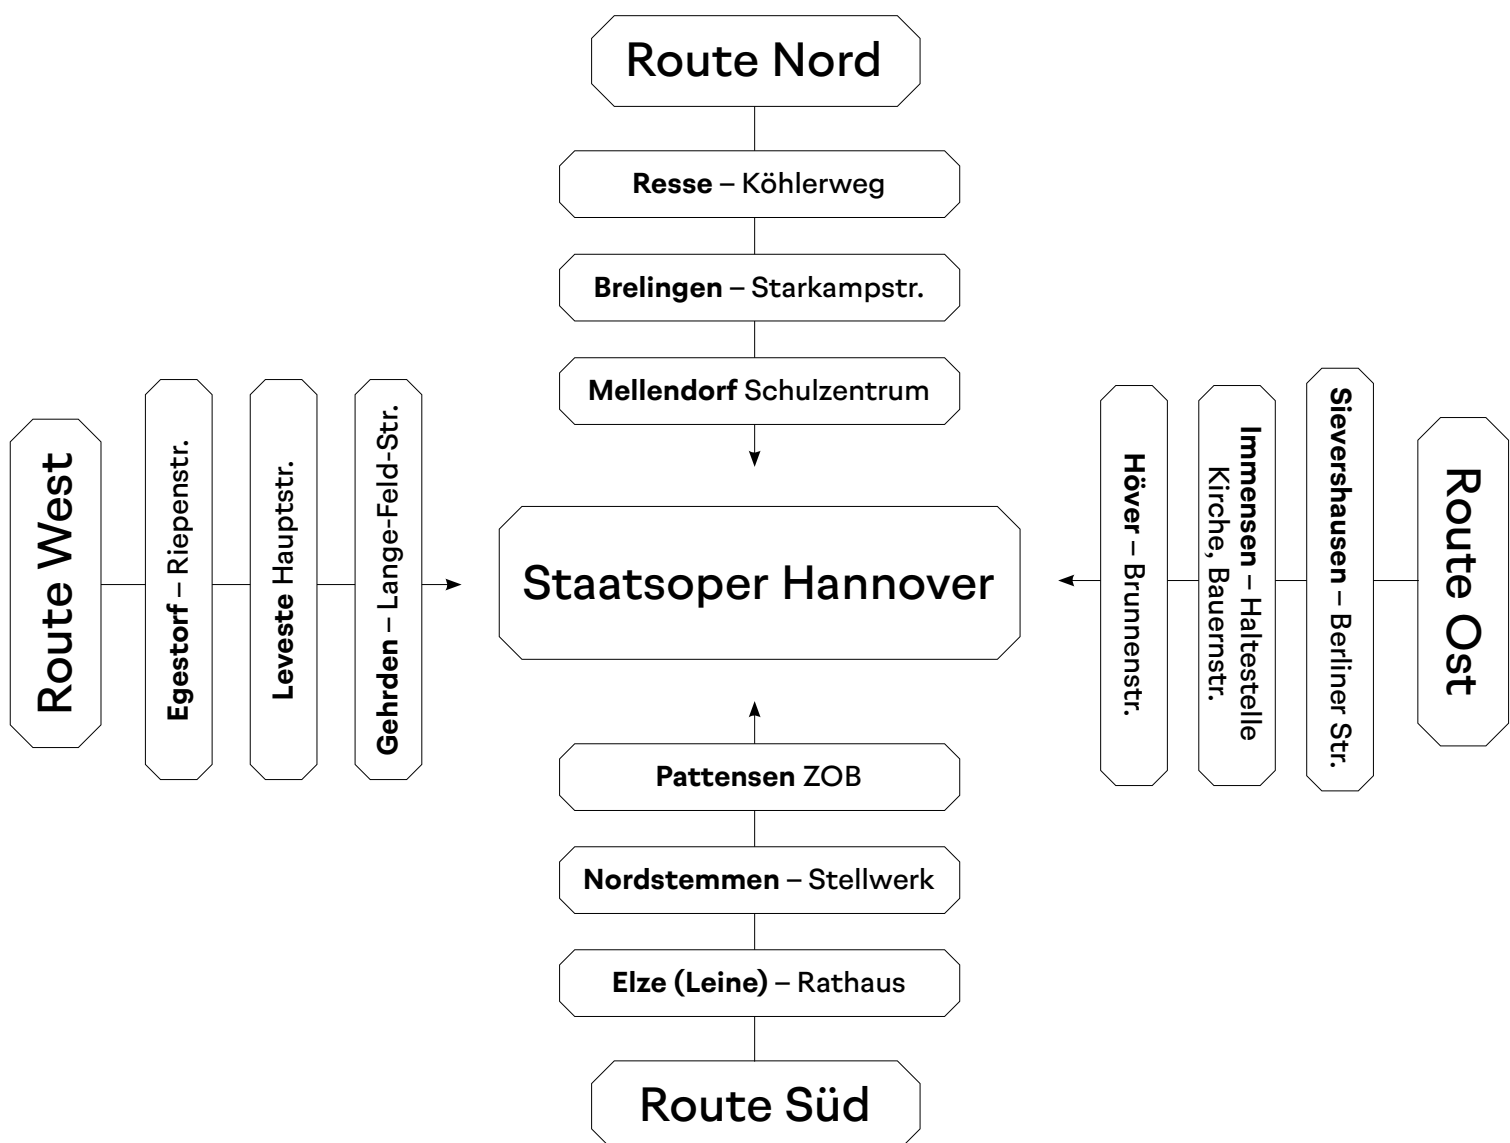 Route Nord
Resse – Köhlerweg
Brelingen – Starkampstr.
Mellendorf Schulzentrum
Route West
Egestorf – Riepenstr.
Leveste Hauptstr.
Gehrden – Lange-Feld-Str.
Staatsoper Hannover
Höver – Brunnenstr.
Immensen – Haltestelle
Kirche, Bauernstr.
Sievershausen – Berliner Str.
Route Ost
Pattensen ZOB
Nordstemmen – Stellwerk
Elze (Leine) – Rathaus
Route Süd